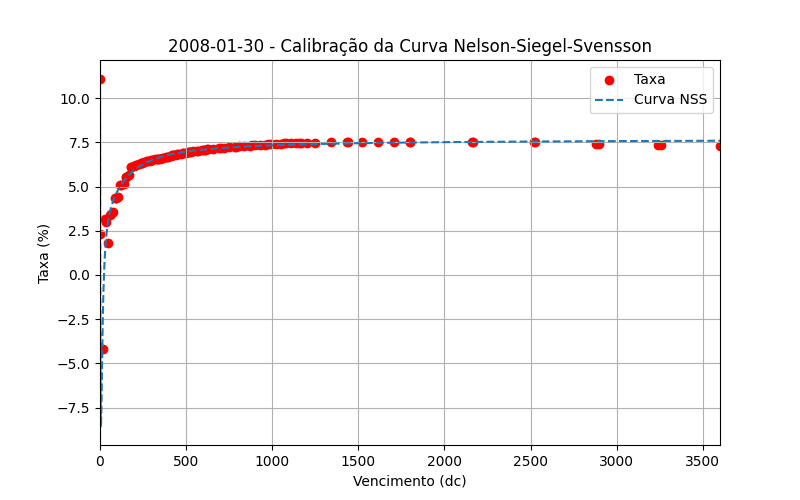 2008-01-30 - Calibração da Curva Nelson-Siegel-Svensson
Taxa
Curva NSS
Taxa (%)
10.0
7.5
5.0
2.5
0.0
−2.5
−5.0
−7.5
0 500 1000 1500 2000 2500 3000 3500
Vencimento (dc)